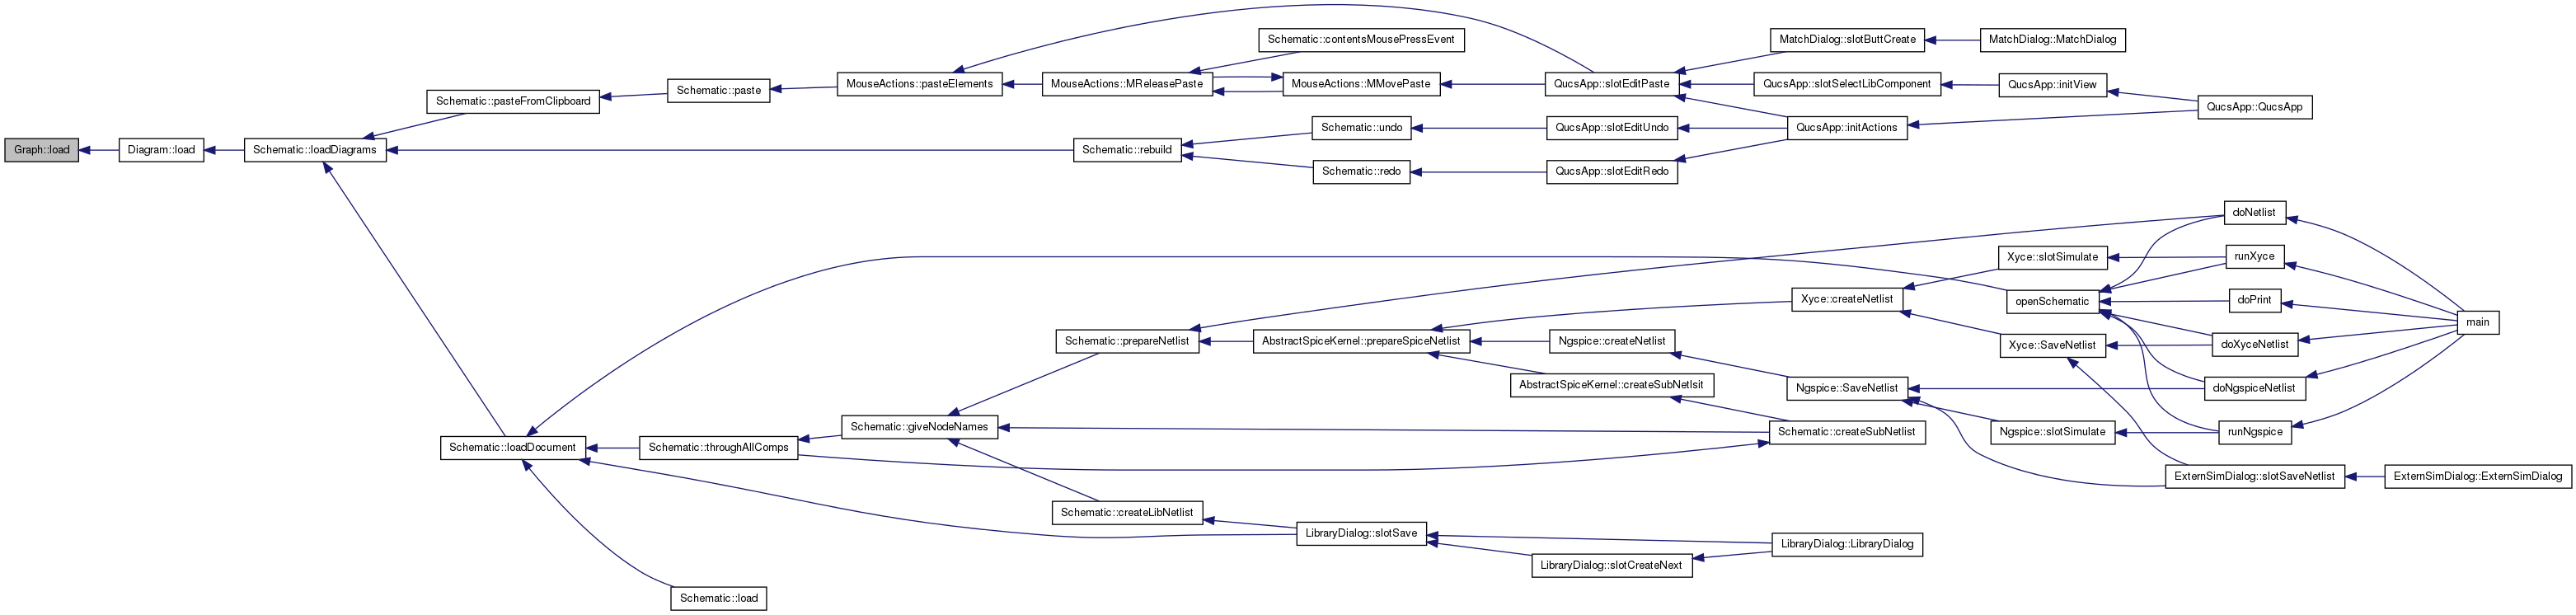 Graph::load
Diagram::load
Schematic::loadDiagrams
Schematic::pasteFromClipboard
Schematic::paste
MouseActions::pasteElements
MouseActions::MReleasePaste
Schematic::contentsMousePressEvent
MouseActions::MMovePaste
QucsApp::slotEditPaste
MatchDialog::slotButtCreate
MatchDialog::MatchDialog
QucsApp::slotSelectLibComponent
QucsApp::initView
QucsApp::QucsApp
QucsApp::initActions
Schematic::rebuild
Schematic::undo
QucsApp::slotEditUndo
Schematic::redo
QucsApp::slotEditRedo
Schematic::loadDocument
Schematic::throughAllComps
Schematic::giveNodeNames
Schematic::prepareNetlist
AbstractSpiceKernel::prepareSpiceNetlist
Ngspice::createNetlist
AbstractSpiceKernel::createSubNetlsit
Xyce::createNetlist
Xyce::slotSimulate
Xyce::SaveNetlist
Ngspice::SaveNetlist
Ngspice::slotSimulate
Schematic::createSubNetlist
openSchematic
doNetlist
runXyce
doPrint
doXyceNetlist
doNgspiceNetlist
runNgspice
main
ExternSimDialog::slotSaveNetlist
ExternSimDialog::ExternSimDialog
Schematic::createLibNetlist
LibraryDialog::slotSave
LibraryDialog::slotCreateNext
LibraryDialog::LibraryDialog
Schematic::load